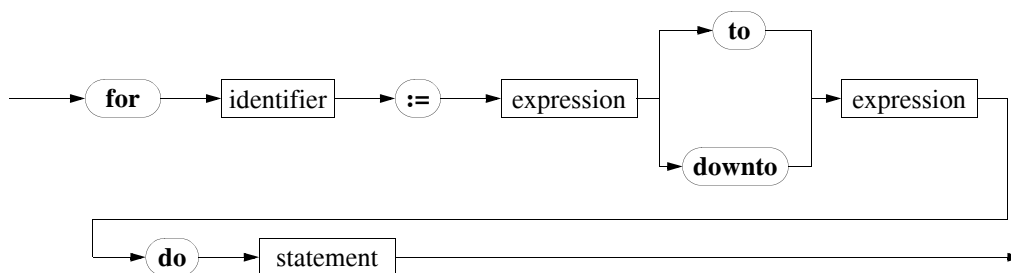 to
for identifier := expression expression
downto
do statement